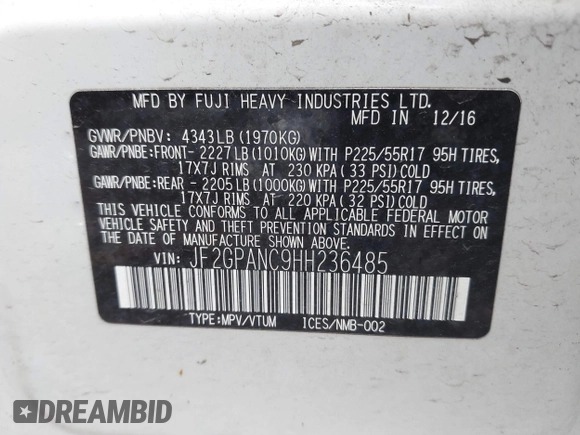 MFD BY FUJI HEAVY INDUSTRIES LTD.
MFD IN 12/16
GVWR/PNBV: 4343LB(1970KG)
GAWR/PNBE:FRONT- 2227LB(1010KG)WITH P225/55R17 95H TIRES,
17X7J RIMS AT 230 KPA( 33 PSI)COLD
GAWR/PNBE:REAR - 2205LB(1000KG)WITH P225/55R17 95H TIRES,
17X7J RIMS AT 220 KPA( 32 PSI)COLD
THIS VEHICLE CONFORMS TO ALL APPLICABLE FEDERAL MOTOR
VEHICLE SAFETY AND THEFT PREVENTION STANDARDS IN EFFECT
ON THE DATE OF MANUFACTURE SHOWN ABOVE.
VIN: JF2GPANC9HH236485
TYPE:MPV/VTUM ICES/NMB-002
DREAMBID